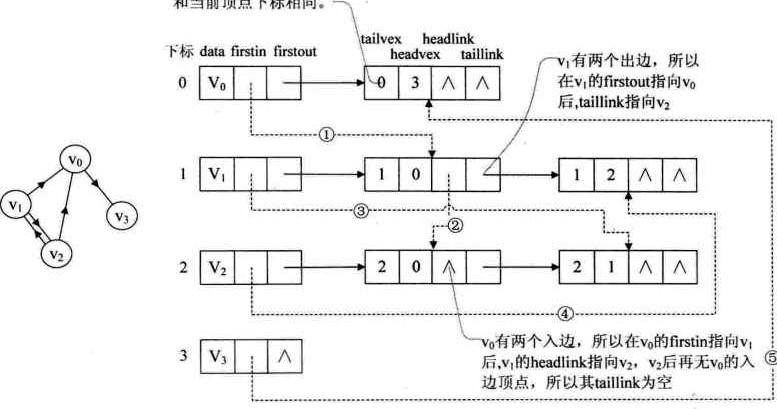 和当前顶点下标相同。
tailvex headlink
下标 data firstin firstout headvex taillink
0 V0 0 3 ∧ ∧
v1有两个出边，所以
在v1的firstout指向v0
后,taillink指向v2
①
1 V1 1 0 1 2 ∧ ∧
③
②
2 V2 2 0 ∧ 2 1 ∧ ∧
④
v0有两个入边，所以在v0的firstin指向v1
后,v1的headlink指向v2，v2后再无v0的入
边顶点，所以其taillink为空
⑤
3 V3 ∧
v0
v1
v3
v2